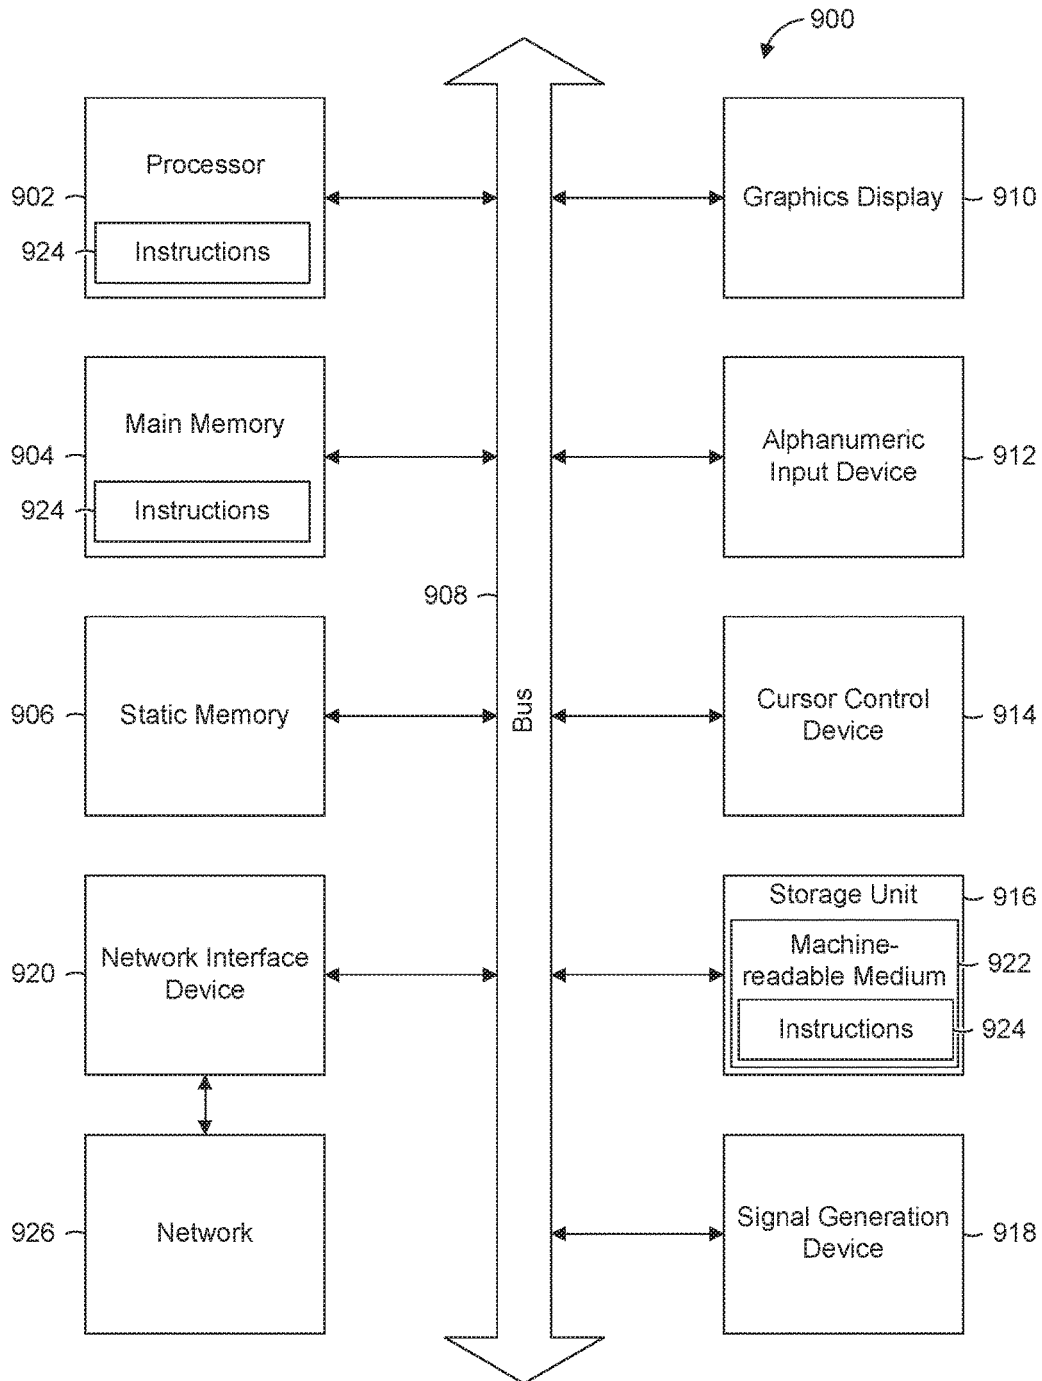 900
Processor
902
924
Instructions
Graphics Display
910
Main Memory
904
924
Instructions
Alphanumeric
Input Device
912
908
Bus
Static Memory
906
Cursor Control
Device
914
Network Interface
Device
920
Storage Unit
916
Machine-
readable Medium
922
Instructions
924
Network
926
Signal Generation
Device
918